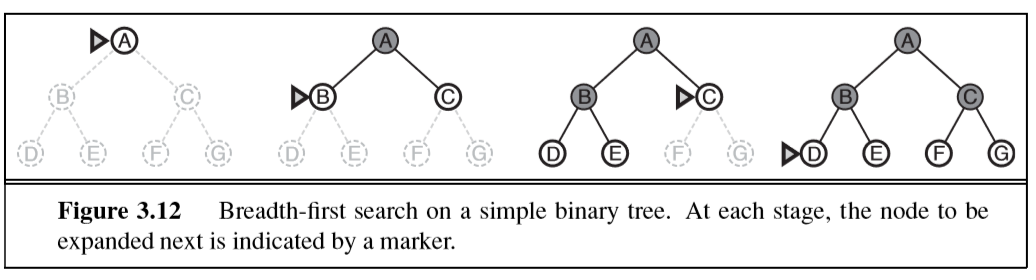 A A A A
B C B C B C B C
D E F G D E F G D E F G D E F G
Figure 3.12 Breadth-first search on a simple binary tree. At each stage, the node to be
expanded next is indicated by a marker.